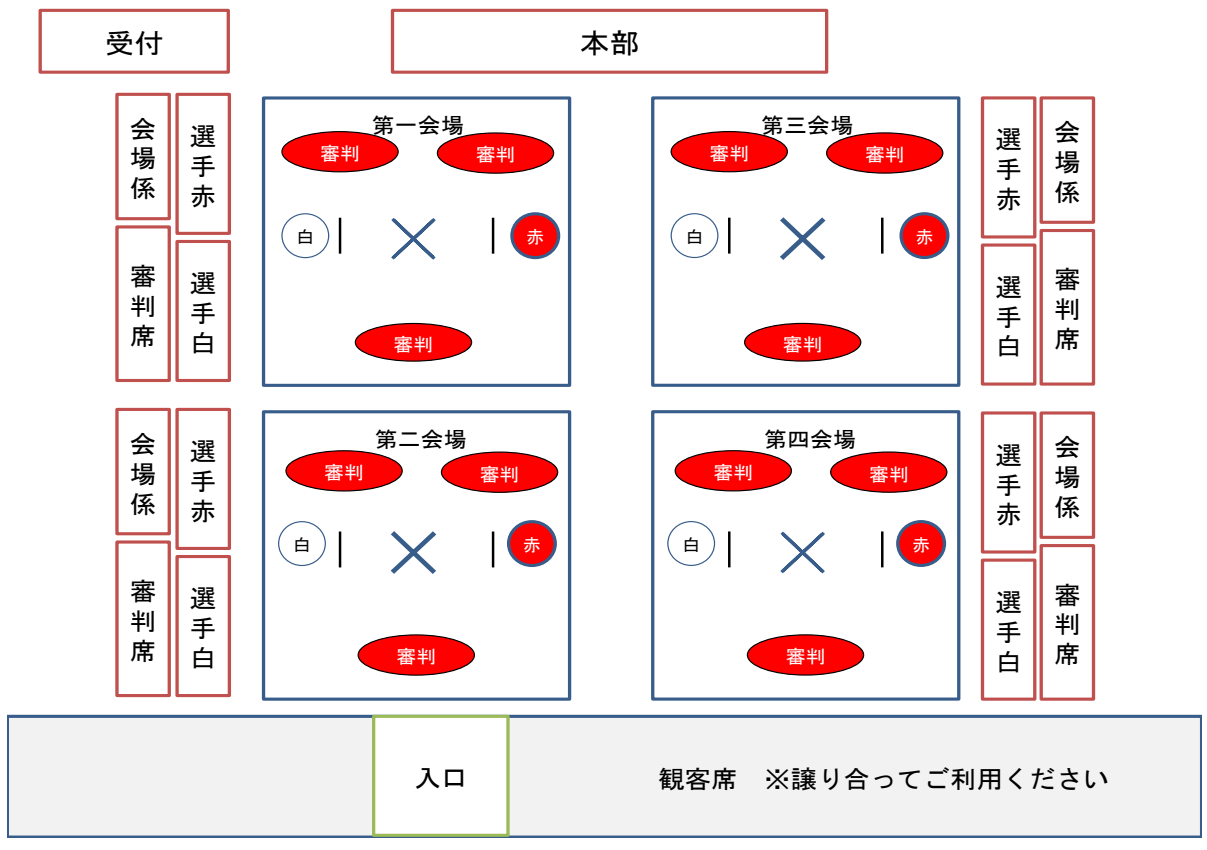 受付
本部
会場係
選手赤
審判席
選手白
第一会場
審判
審判
白
赤
審判
第三会場
審判
審判
白
赤
審判
選手赤
会場係
選手白
審判席
会場係
選手赤
審判席
選手白
第二会場
審判
審判
白
赤
審判
第四会場
審判
審判
白
赤
審判
選手赤
会場係
選手白
審判席
入口
観客席　※譲り合ってご利用ください